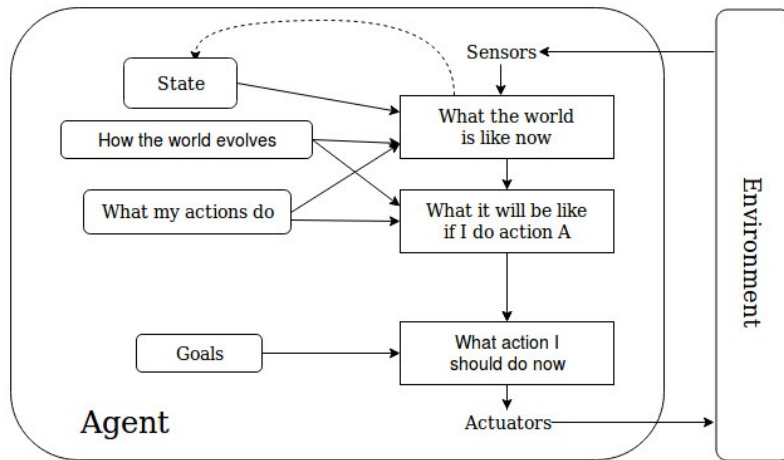 Sensors
State
What the world
is like now
How the world evolves
What my actions do
What it will be like
if I do action A
Environment
Goals
What action I
should do now
Agent
Actuators